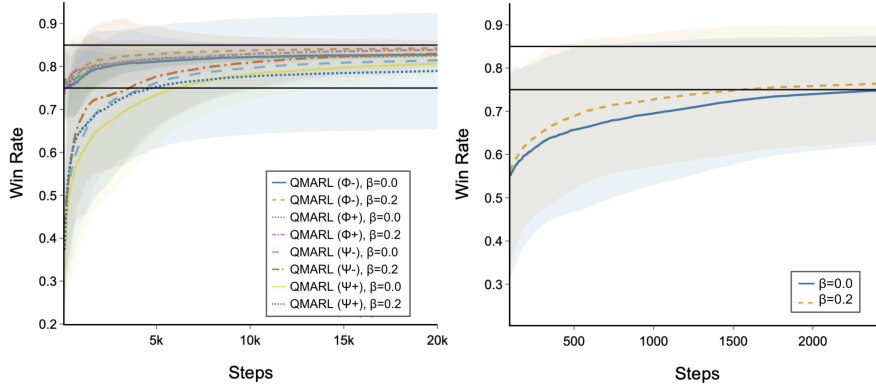 0.9
0.8
0.7
0.6
0.5
0.4
0.3
0.2
Win Rate
5k
10k
15k
20k
Steps
QMARL (Φ-), β=0.0
QMARL (Φ-), β=0.2
QMARL (Φ+), β=0.0
QMARL (Φ+), β=0.2
QMARL (Ψ-), β=0.0
QMARL (Ψ-), β=0.2
QMARL (Ψ+), β=0.0
QMARL (Ψ+), β=0.2
0.9
0.8
0.7
0.6
0.5
0.4
0.3
Win Rate
500
1000
1500
2000
Steps
β=0.0
β=0.2